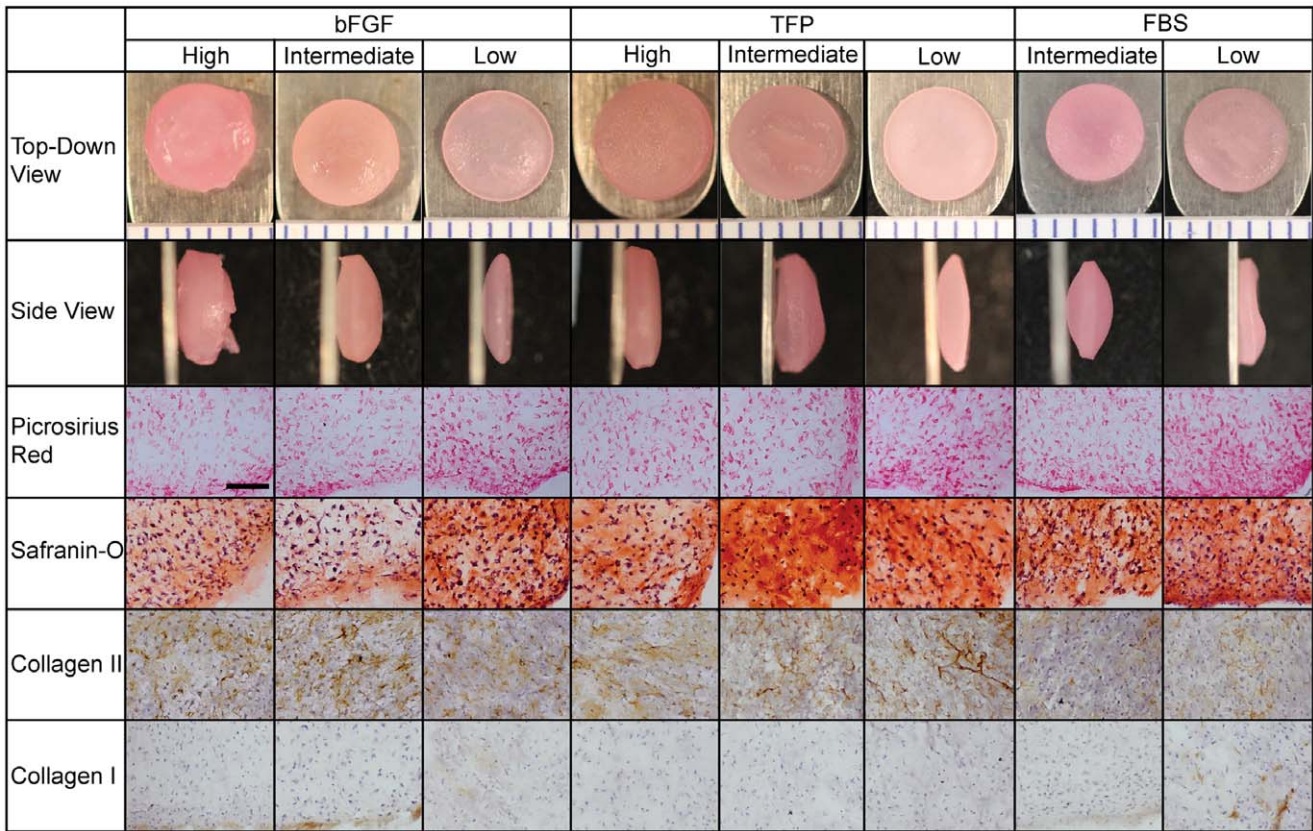 bFGF TFP FBS
High Intermediate Low High Intermediate Low Intermediate Low
Top-Down
View
Side View
Picrosirius
Red
Safranin-O
Collagen II
Collagen I